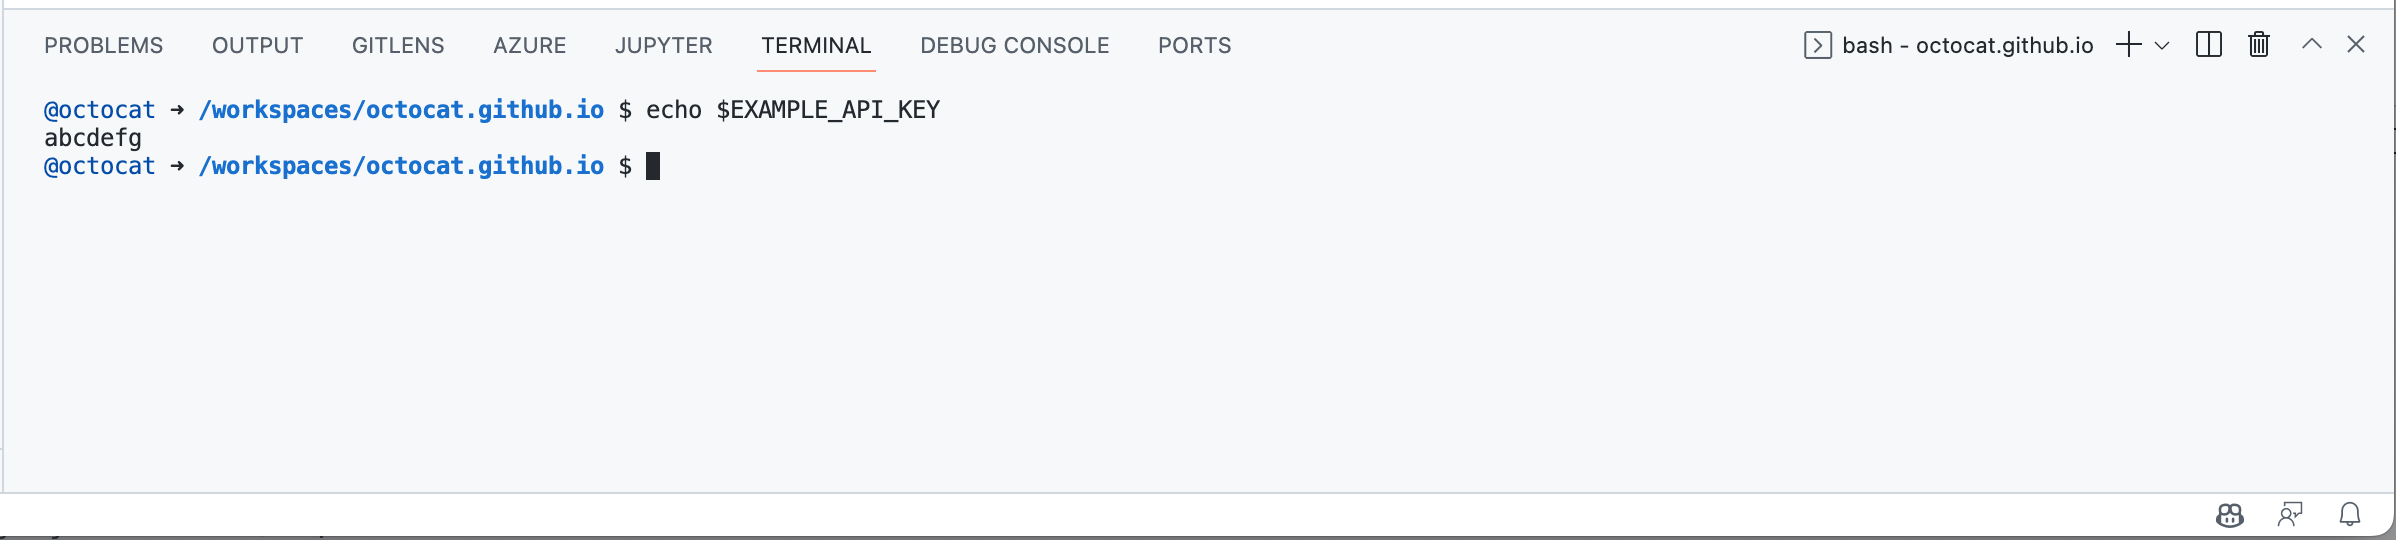 PROBLEMS OUTPUT GITLENS AZURE JUPYTER TERMINAL DEBUG CONSOLE PORTS bash - octocat.github.io
@octocat ➜ /workspaces/octocat.github.io $ echo $EXAMPLE_API_KEY
abcdefg
@octocat ➜ /workspaces/octocat.github.io $